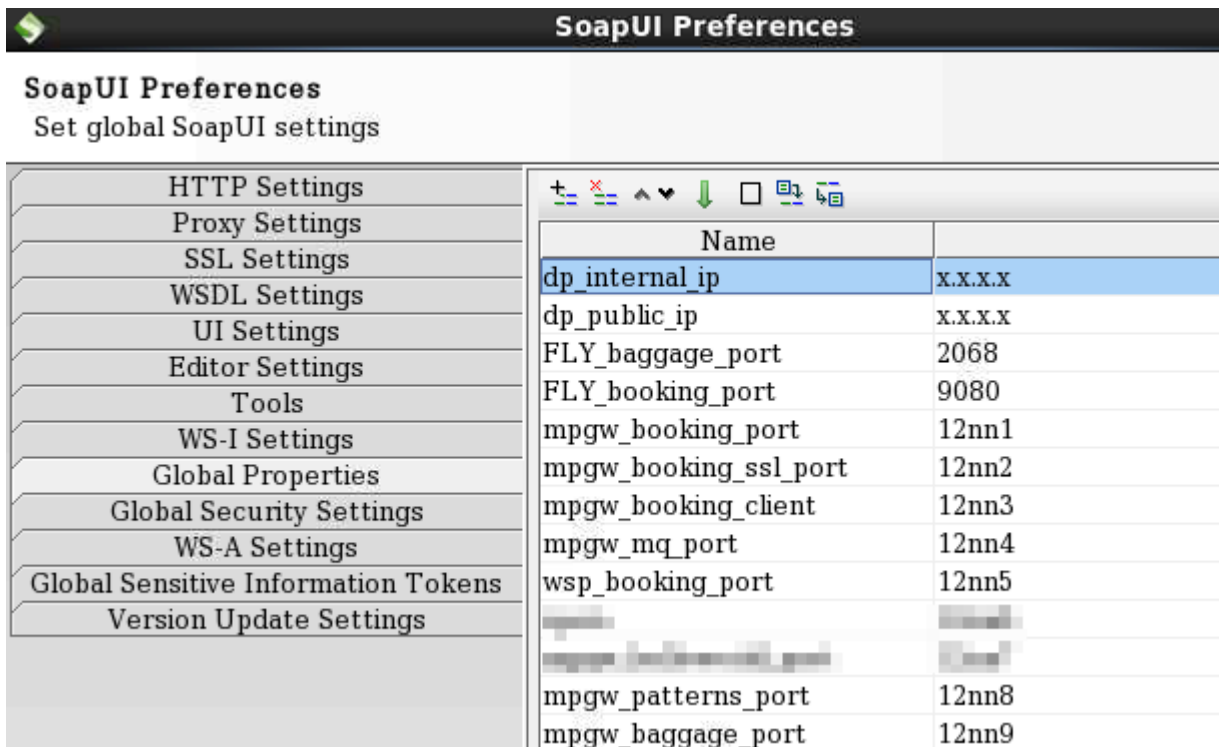 SoapUI Preferences
SoapUI Preferences
Set global SoapUI settings
HTTP Settings
Proxy Settings
SSL Settings
WSDL Settings
UI Settings
Editor Settings
Tools
WS-I Settings
Global Properties
Global Security Settings
WS-A Settings
Global Sensitive Information Tokens
Version Update Settings
Name
dp_internal_ip x.x.x.x
dp_public_ip x.x.x.x
FLY_baggage_port 2068
FLY_booking_port 9080
mpgw_booking_port 12nn1
mpgw_booking_ssl_port 12nn2
mpgw_booking_client 12nn3
mpgw_mq_port 12nn4
wsp_booking_port 12nn5
mpgw_patterns_port 12nn8
mpgw_baggage_port 12nn9